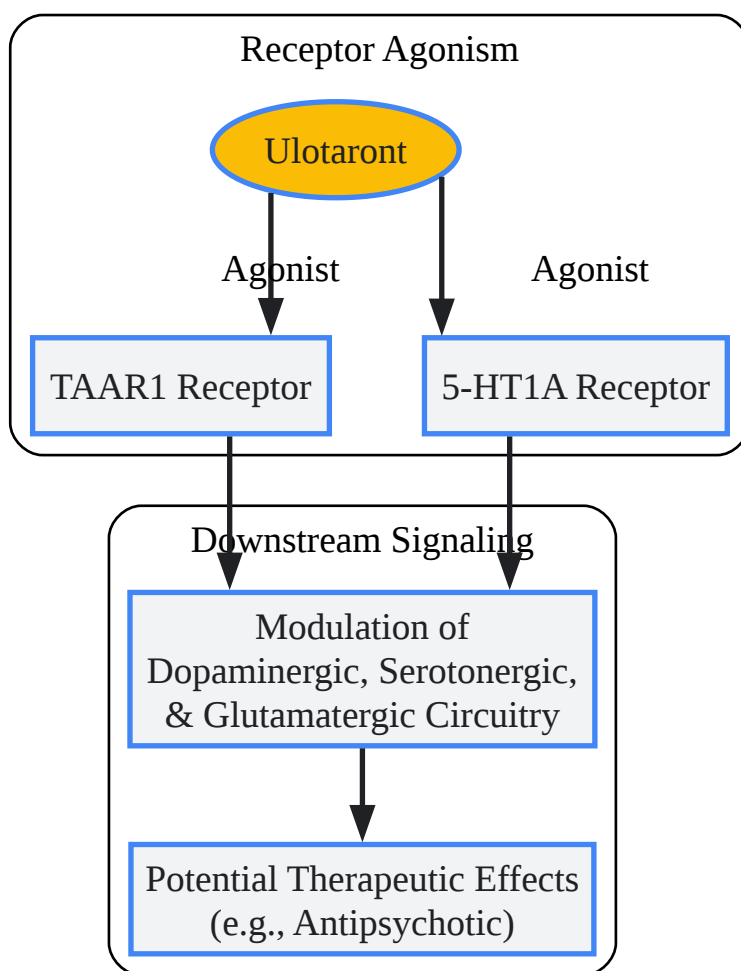 Receptor Agonism
Ulotaront
Agonist
Agonist
TAAR1 Receptor
5-HT1A Receptor
Downstream Signaling
Modulation of
Dopaminergic, Serotonergic,
& Glutamatergic Circuitry
Potential Therapeutic Effects
(e.g., Antipsychotic)